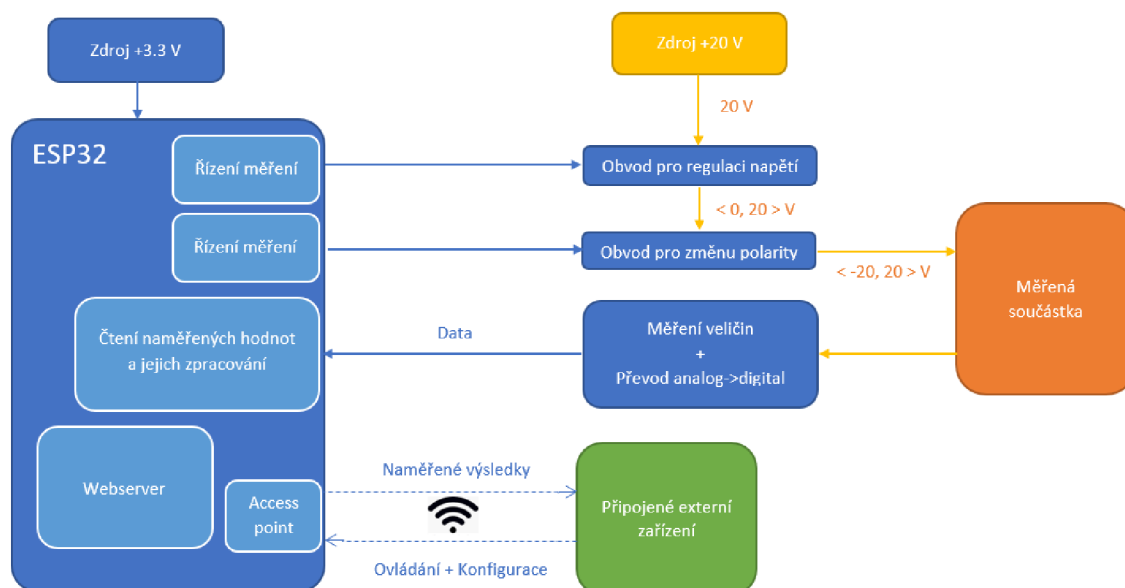 Zdroj +3.3 V
Zdroj +20 V
20 V
ESP32
Řízení měření
Obvod pro regulaci napětí
< 0, 20 > V
Řízení měření
Obvod pro změnu polarity
< -20, 20 > V
Měřená
součástka
Čtení naměřených hodnot
a jejich zpracování
Data
Měření veličin
+
Převod analog->digital
Webserver
Access
point
Naměřené výsledky
Ovládání + Konfigurace
Připojené externí
zařízení